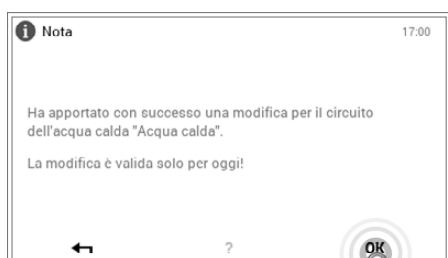 i Nota 17:00
Ha apportato con successo una modifica per il circuito
dell'acqua calda "Acqua calda".
La modifica è valida solo per oggi!
? OK